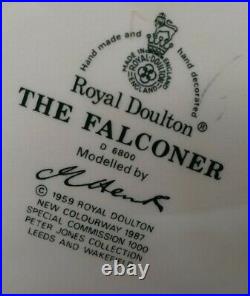 Hand made and hand decorated
MADE IN ENGLAND
ENGLAND
Royal Doulton®
THE FALCONER
D 6800
Modelled by
© 1959 ROYAL DOULTON
NEW COLOURWAY 1987
SPECIAL COMMISSION 1000
PETER JONES COLLECTION
LEEDS AND WAKEFIELD